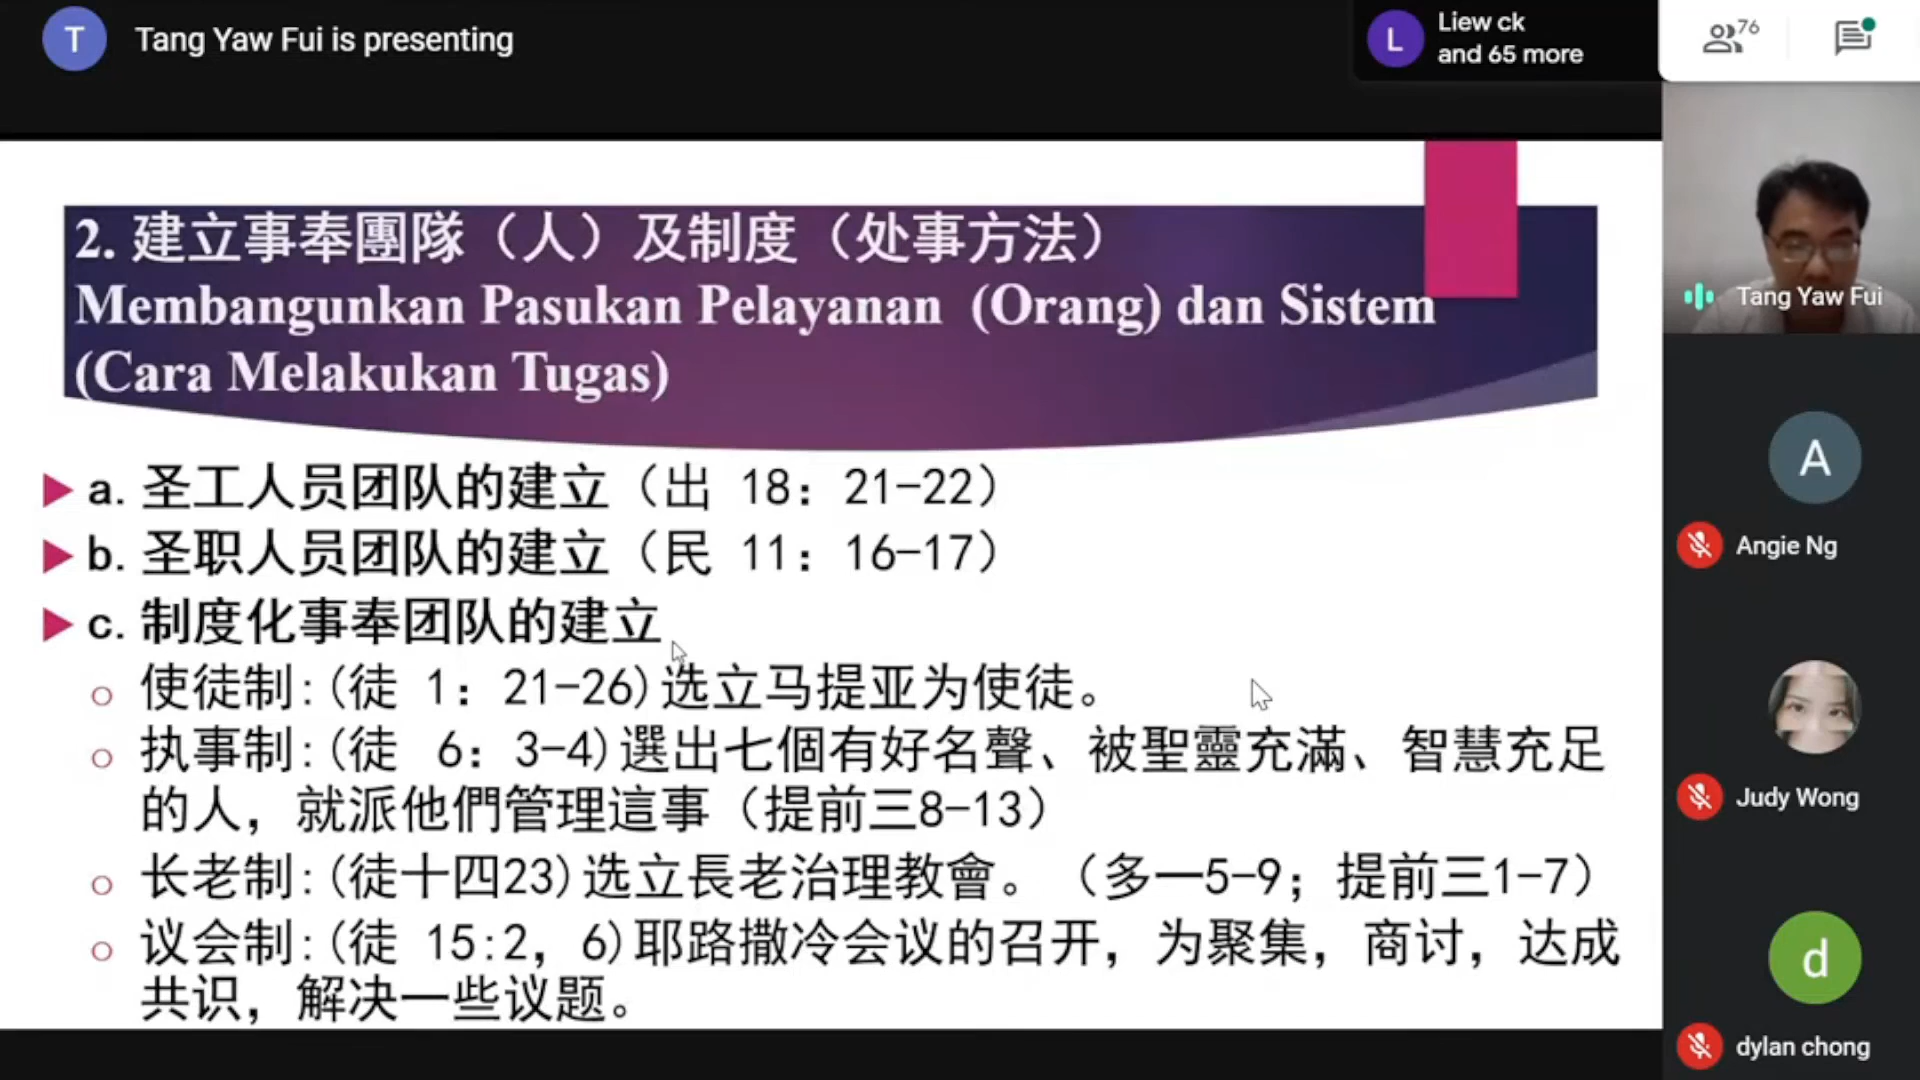 T
Tang Yaw Fui is presenting
L
Liew ck
and 65 more
76
2. 建立事奉團隊（人）及制度（处事方法）
Membangunkan Pasukan Pelayanan (Orang) dan Sistem
(Cara Melakukan Tugas)
a. 圣工人员团队的建立（出 18：21-22）
b. 圣职人员团队的建立（民 11：16-17）
c. 制度化事奉团队的建立
使徒制:(徒 1：21-26)选立马提亚为使徒。
执事制:(徒 6：3-4)選出七個有好名聲、被聖靈充滿、智慧充足
的人，就派他們管理這事（提前三8-13）
长老制:(徒十四23)选立長老治理教會。（多一5-9；提前三1-7）
议会制:(徒 15:2，6)耶路撒冷会议的召开，为聚集，商讨，达成
共识，解决一些议题。
Tang Yaw Fui
A
Angie Ng
Judy Wong
d
dylan chong